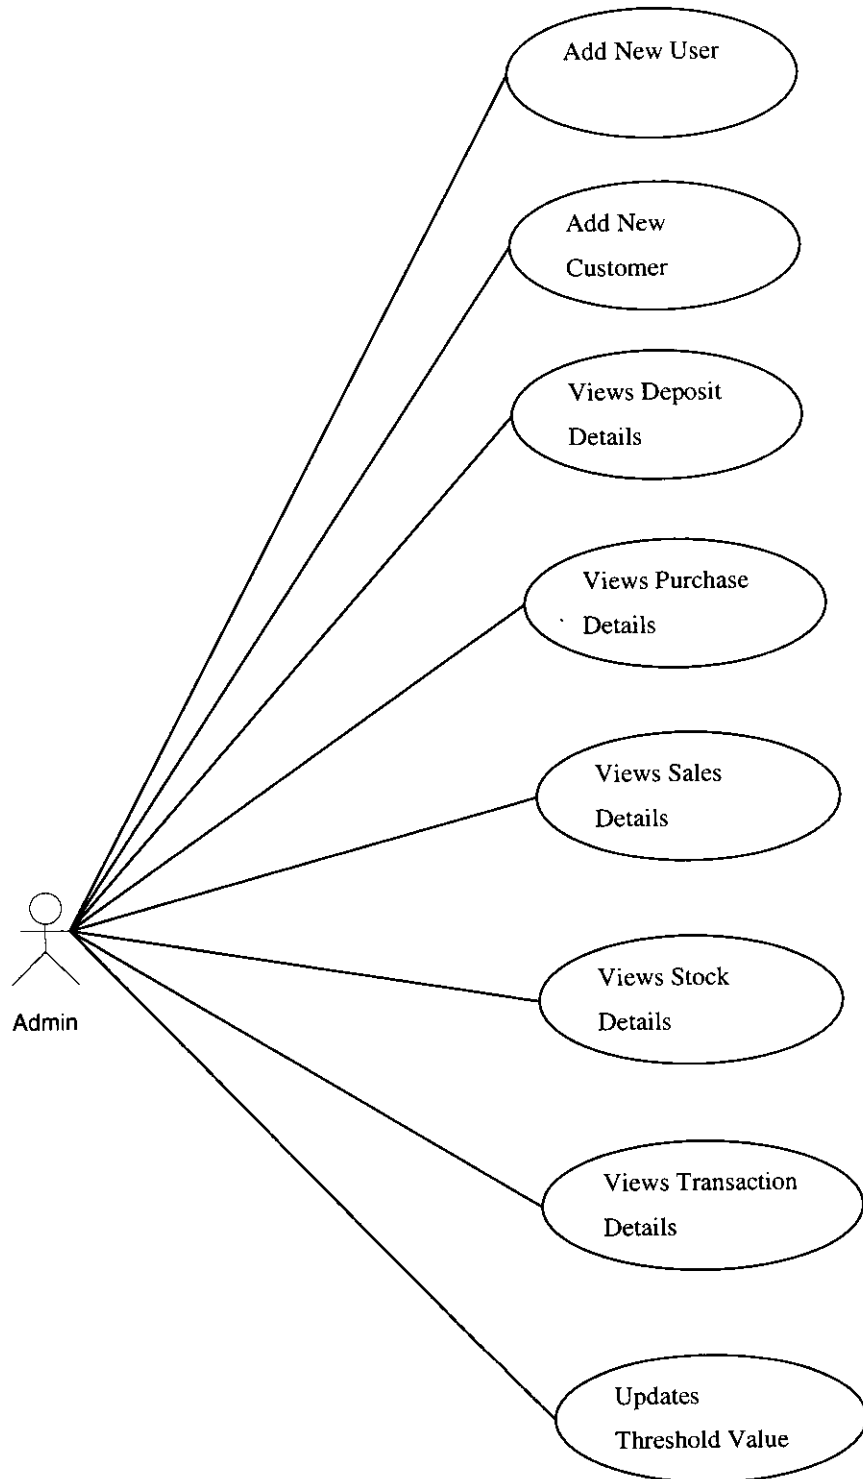 Add New User
Add New
Customer
Views Deposit
Details
Views Purchase
Details
Views Sales
Details
Views Stock
Details
Admin
Views Transaction
Details
Updates
Threshold Value